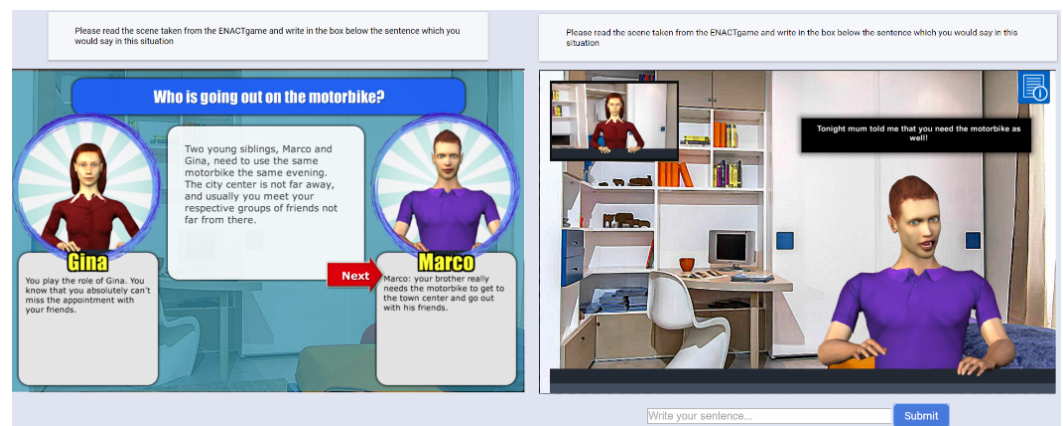 Please read the scene taken from the ENACTgame and write in the box below the sentence which you
would say in this situation
Who is going out on the motorbike?
Two young siblings, Marco and
Gina, need to use the same
motorbike the same evening.
The city center is not far away,
and usually you meet your
respective groups of friends not
far from there.
Gina
You play the role of Gina. You
know that you absolutely can't
miss the appointment with
your friends.
Next
Marco
Marco: your brother really
needs the motorbike to get to
the town center and go out
with his friends.
Please read the scene taken from the ENACTgame and write in the box below the sentence which you would say in this
situation
Tonight mum told me that you need the motorbike as
well!
Write your sentence...
Submit